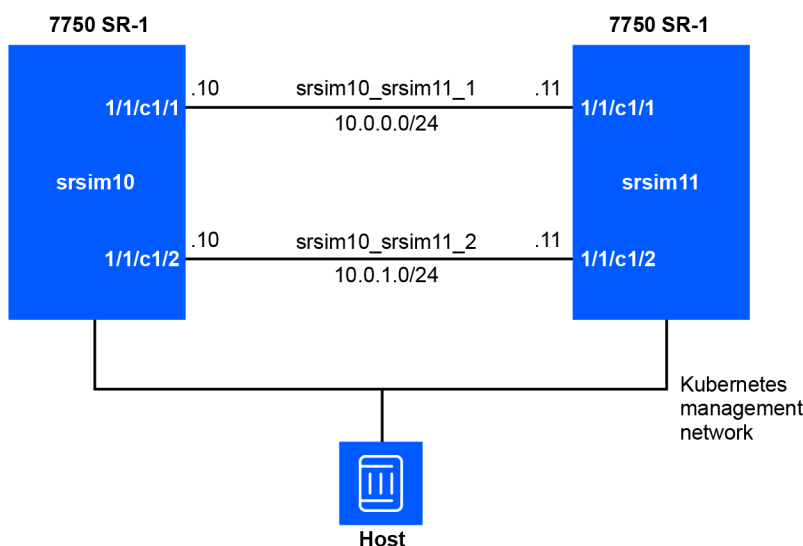 7750 SR-1
7750 SR-1
.10
srsim10_srsim11_1
.11
1/1/c1/1
10.0.0.0/24
1/1/c1/1
srsim10
srsim11
.10
srsim10_srsim11_2
.11
1/1/c1/2
10.0.1.0/24
1/1/c1/2
Kubernetes
management
network
Host